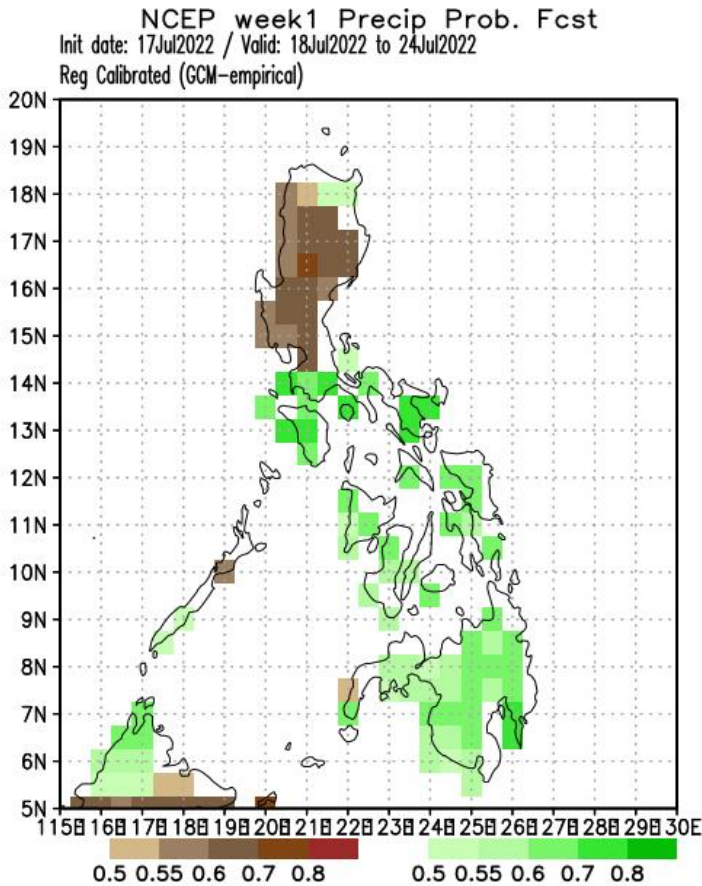 NCEP week1 Precip Prob. Fcst
Init date: 17Jul2022 / Valid: 18Jul2022 to 24Jul2022
Reg Calibrated (GCM-empirical)
20N
19N
18N
17N
16N
15N
14N
13N
12N
11N
10N
9N
8N
7N
6N
5N
115E 116E 117E 118E 119E 120E 121E 122E 123E 124E 125E 126E 127E 128E 129E 130E
0.5 0.55 0.6 0.7 0.8 0.5 0.55 0.6 0.7 0.8